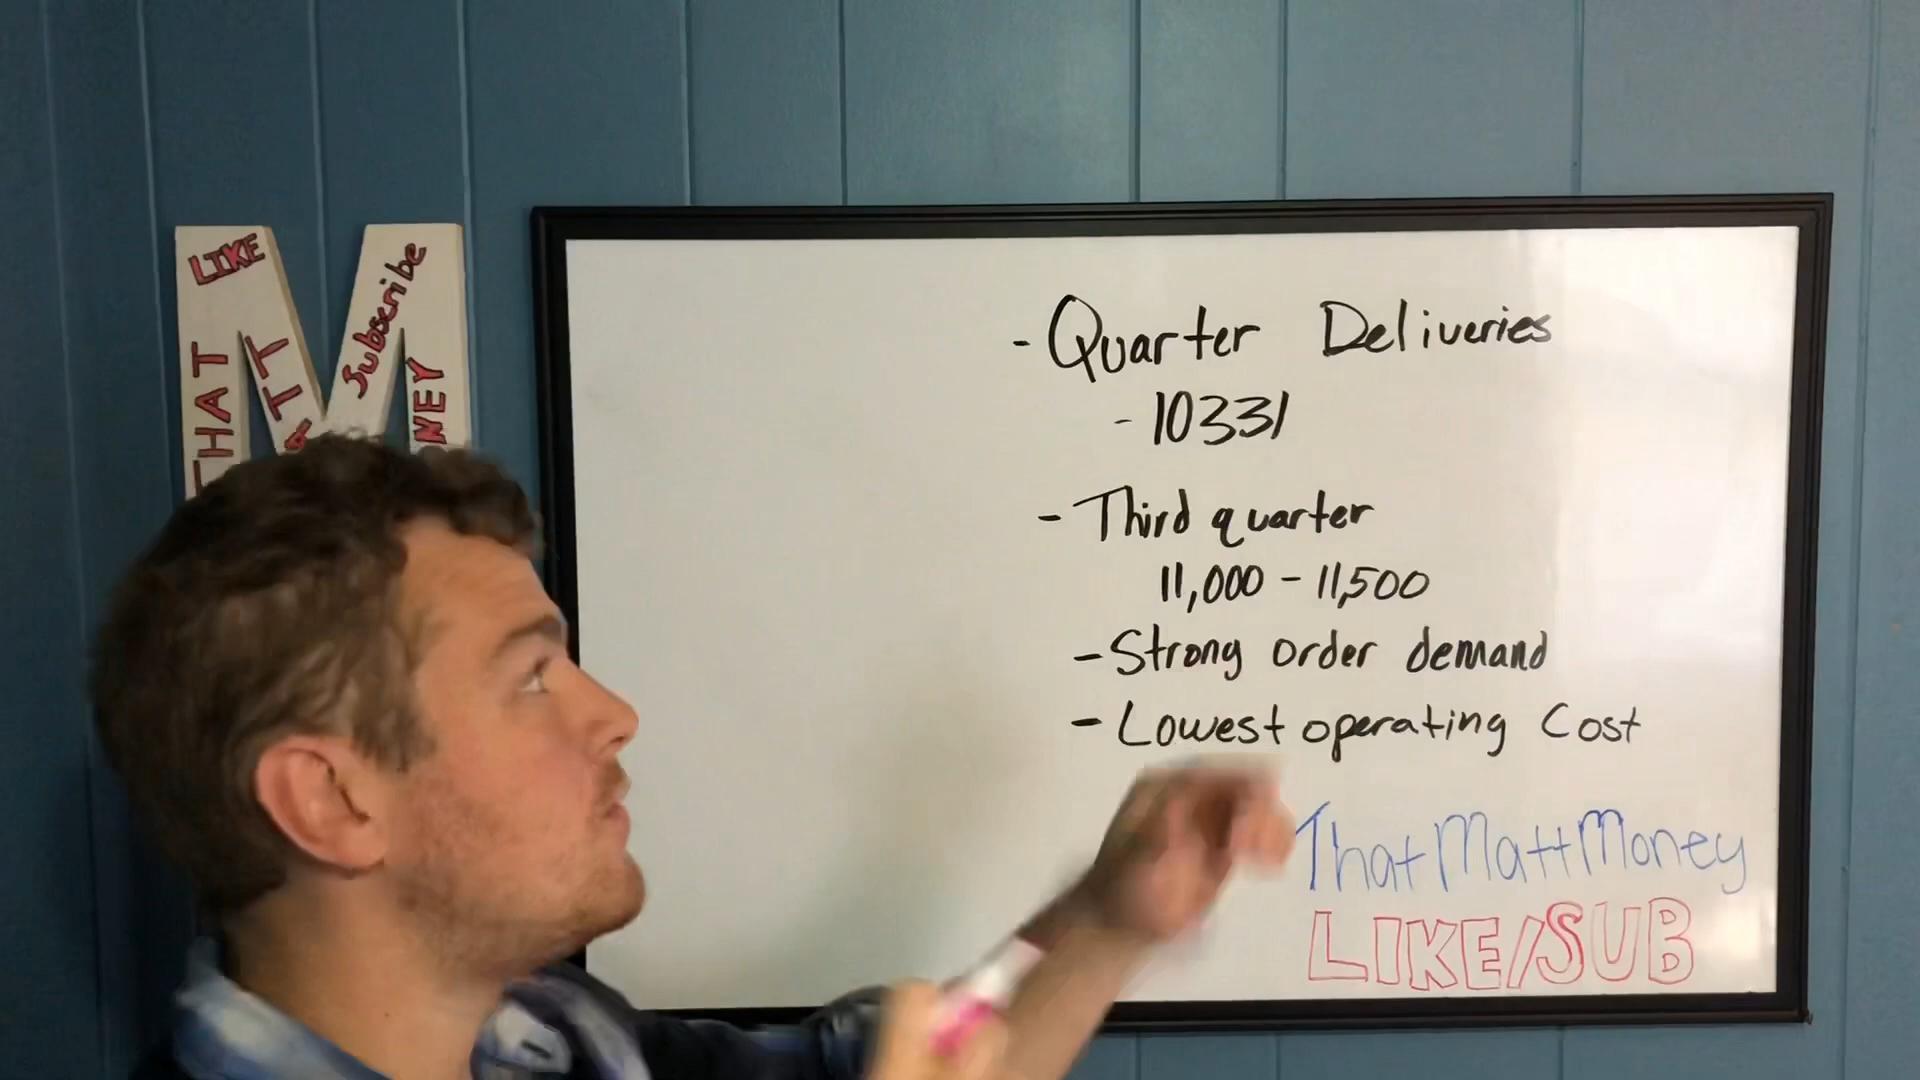 LIKE
THAT
Subscribe
- Quarter Deliveries
- 10331
- Third quarter
11,000 - 11,500
- Strong order demand
- Lowest operating Cost
ThatMattMoney
LIKE/SUB